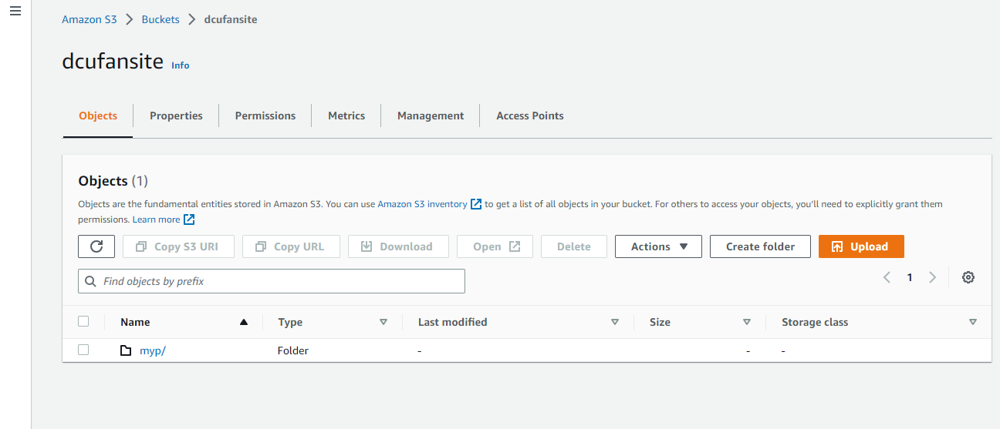 Amazon S3 > Buckets > dcufansite
dcufansite Info
Objects Properties Permissions Metrics Management Access Points
Objects (1)
Objects are the fundamental entities stored in Amazon S3. You can use Amazon S3 inventory to get a list of all objects in your bucket. For others to access your objects, you’ll need to explicitly grant them
permissions. Learn more
Copy S3 URI Copy URL Download Open Delete Actions Create folder Upload
Find objects by prefix
1
Name Type Last modified Size Storage class
myp/ Folder - - -